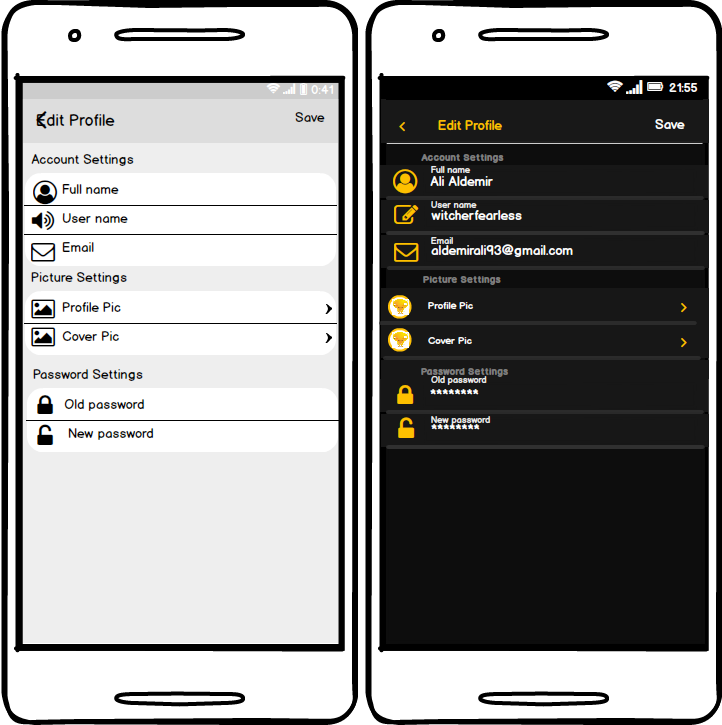 0:41
Edit Profile
Save
Account Settings
Full name
User name
Email
Picture Settings
Profile Pic
Cover Pic
Password Settings
Old password
New password
21:55
Edit Profile
Save
Account Settings
Full name
Ali Aldemir
User name
witcherfearless
Email
aldemirali93@gmail.com
Picture Settings
Profile Pic
Cover Pic
Password Settings
Old password
********
New password
********